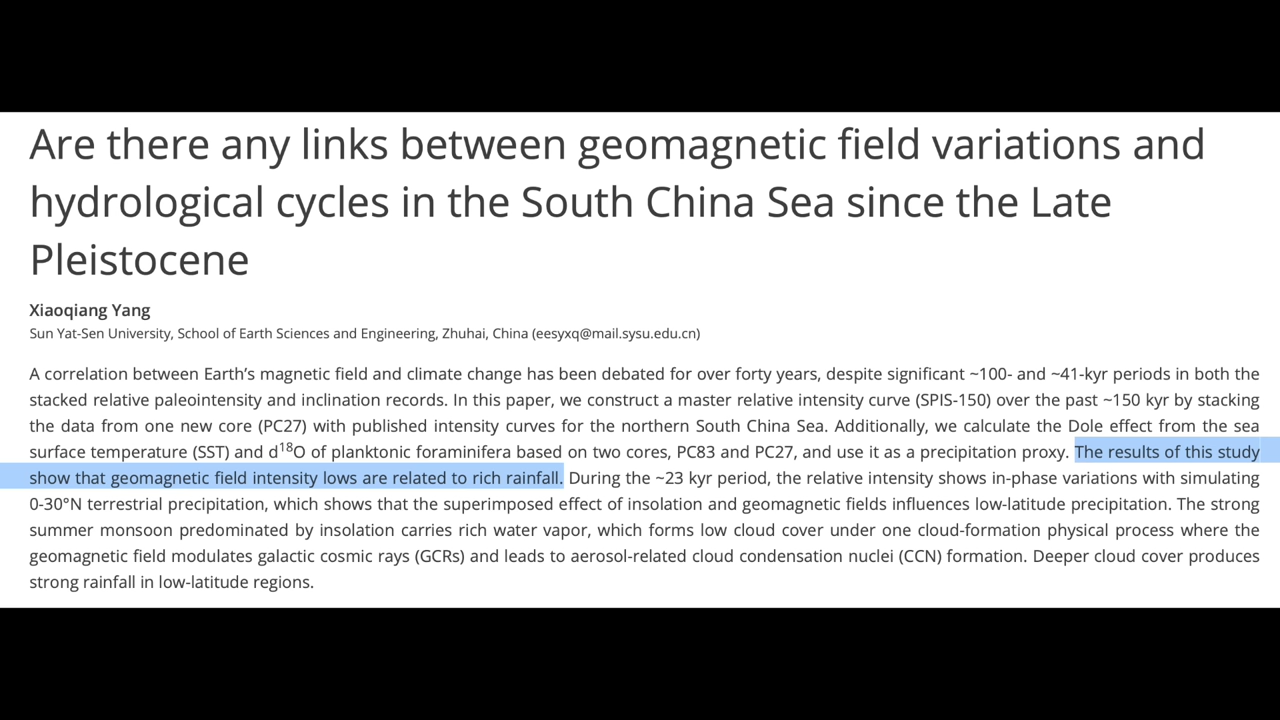 Are there any links between geomagnetic field variations and
hydrological cycles in the South China Sea since the Late
Pleistocene
Xiaoqiang Yang
Sun Yat-Sen University, School of Earth Sciences and Engineering, Zhuhai, China (eesyxq@mail.sysu.edu.cn)
A correlation between Earth’s magnetic field and climate change has been debated for over forty years, despite significant ~100- and ~41-kyr periods in both the
stacked relative paleointensity and inclination records. In this paper, we construct a master relative intensity curve (SPIS-150) over the past ~150 kyr by stacking
the data from one new core (PC27) with published intensity curves for the northern South China Sea. Additionally, we calculate the Dole effect from the sea
surface temperature (SST) and d18O of planktonic foraminifera based on two cores, PC83 and PC27, and use it as a precipitation proxy. The results of this study
show that geomagnetic field intensity lows are related to rich rainfall. During the ~23 kyr period, the relative intensity shows in-phase variations with simulating
0-30°N terrestrial precipitation, which shows that the superimposed effect of insolation and geomagnetic fields influences low-latitude precipitation. The strong
summer monsoon predominated by insolation carries rich water vapor, which forms low cloud cover under one cloud-formation physical process where the
geomagnetic field modulates galactic cosmic rays (GCRs) and leads to aerosol-related cloud condensation nuclei (CCN) formation. Deeper cloud cover produces
strong rainfall in low-latitude regions.